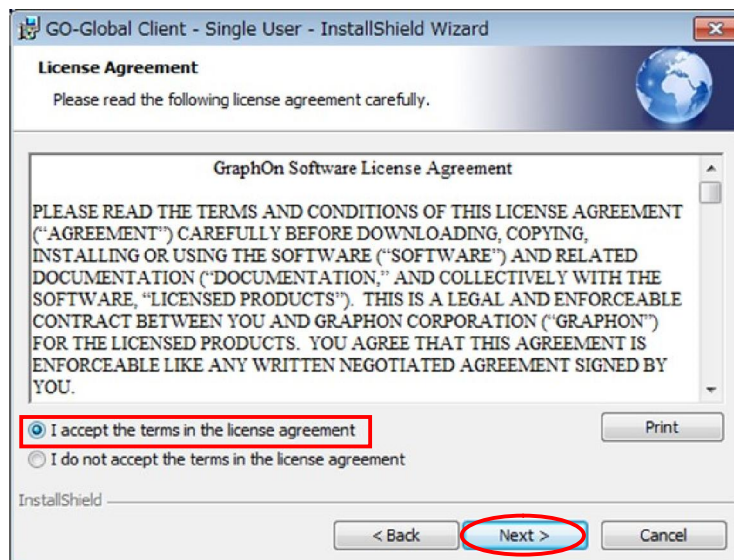 GO-Global Client - Single User - InstallShield Wizard
License Agreement
Please read the following license agreement carefully.
GraphOn Software License Agreement
PLEASE READ THE TERMS AND CONDITIONS OF THIS LICENSE AGREEMENT
(“AGREEMENT”) CAREFULLY BEFORE DOWNLOADING, COPYING,
INSTALLING OR USING THE SOFTWARE (“SOFTWARE”) AND RELATED
DOCUMENTATION (“DOCUMENTATION,” AND COLLECTIVELY WITH THE
SOFTWARE, “LICENSED PRODUCTS”).  THIS IS A LEGAL AND ENFORCEABLE
CONTRACT BETWEEN YOU AND GRAPHON CORPORATION (“GRAPHON”)
FOR THE LICENSED PRODUCTS.  YOU AGREE THAT THIS AGREEMENT IS
ENFORCEABLE LIKE ANY WRITTEN NEGOTIATED AGREEMENT SIGNED BY
YOU.
I accept the terms in the license agreement
Print
I do not accept the terms in the license agreement
InstallShield
< Back
Next >
Cancel